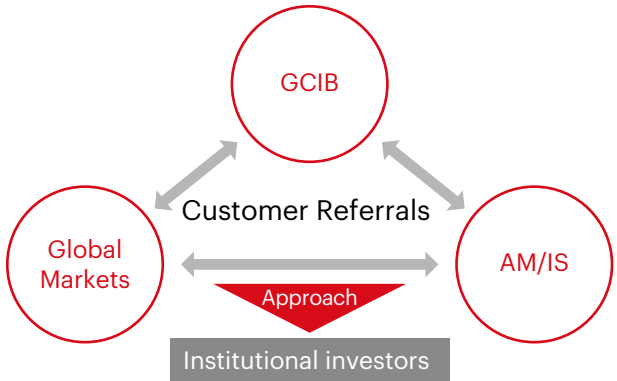 GCIB
Customer Referrals
Global
Markets
AM/IS
Approach
Institutional investors